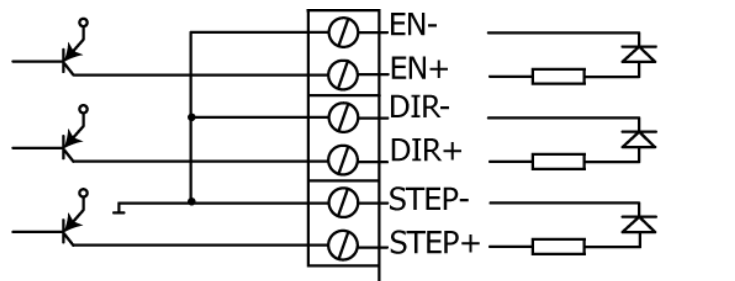 EN-
EN+
DIR-
DIR+
STEP-
STEP+